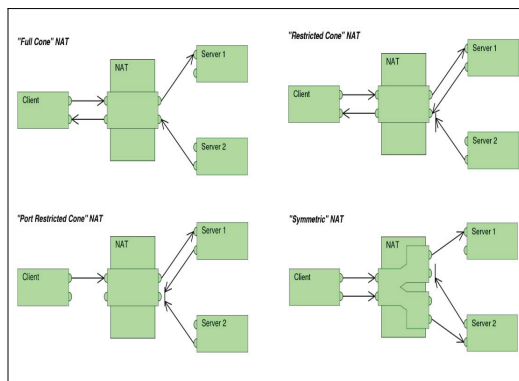 "Full Cone" NAT
NAT
Client
Server 1
Server 2
"Restricted Cone" NAT
NAT
Client
Server 1
Server 2
"Port Restricted Cone" NAT
NAT
Client
Server 1
Server 2
"Symmetric" NAT
NAT
Client
Server 1
Server 2